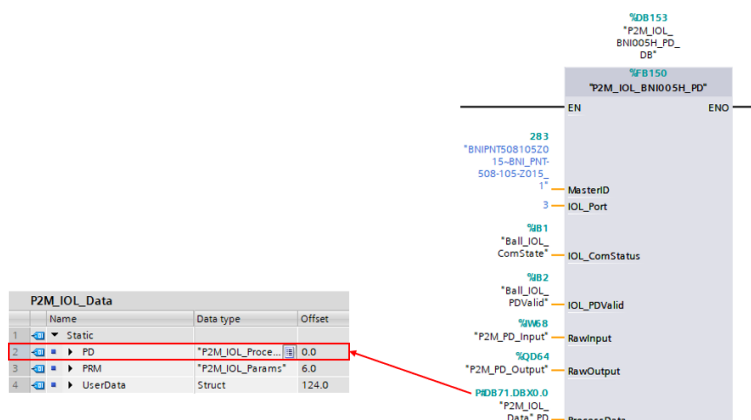 %DB153
"P2M_IOL_
BNI005H_PD_
DB"
%FB150
"P2M_IOL_BNI005H_PD"
EN
ENO
283
"BNIPNT508105Z0
15~BNI_PNT-
508-105-Z015_
1"
MasterID
3
IOL_Port
%IB1
"Ball_IOL_
ComState"
IOL_ComStatus
%IB2
"Ball_IOL_
PDValid"
IOL_PDValid
%IW68
"P2M_PD_Input"
RawInput
%QD64
"P2M_PD_Output"
RawOutput
P#DB71.DBX0.0
"P2M_IOL_
Data".PD
ProcessData
P2M_IOL_Data
Name Data type Offset
1 Static
2 PD "P2M_IOL_Proce... 0.0
3 PRM "P2M_IOL_Params" 6.0
4 UserData Struct 124.0